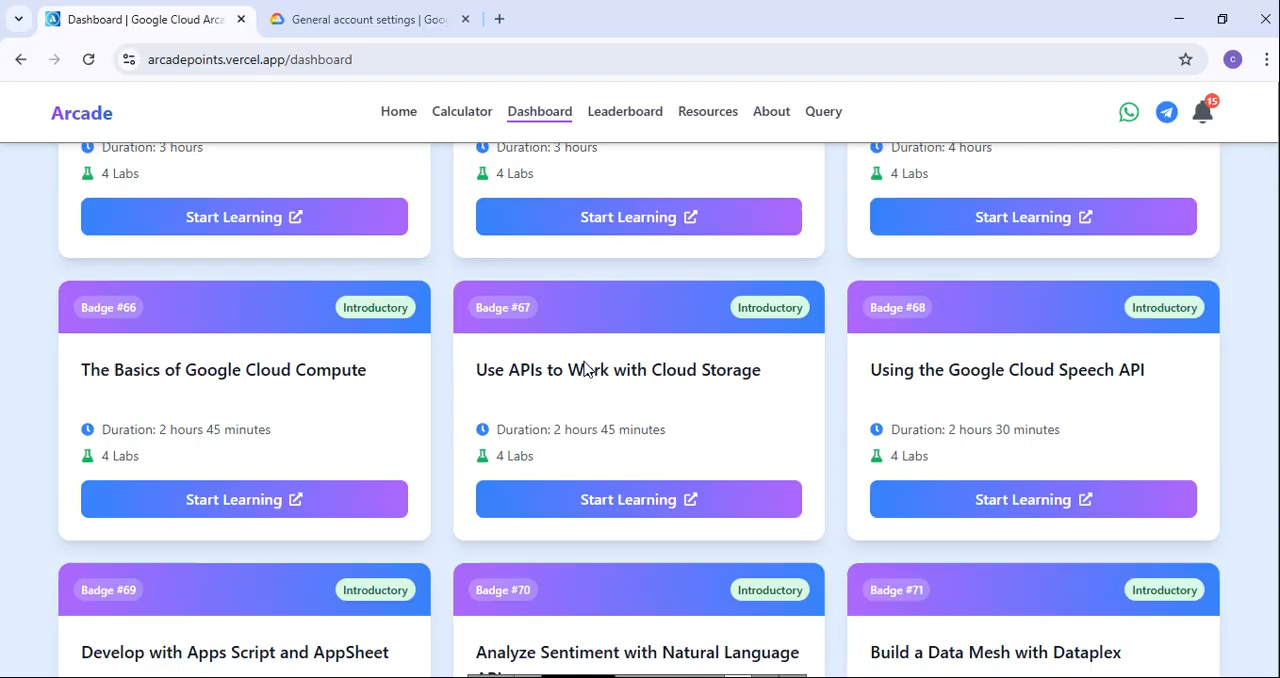 Dashboard | Google Cloud Arca
General account settings | Goo
arcadepoints.vercel.app/dashboard
C
Arcade
Home Calculator Dashboard Leaderboard Resources About Query
15
Duration: 3 hours
4 Labs
Start Learning
Duration: 3 hours
4 Labs
Start Learning
Duration: 4 hours
4 Labs
Start Learning
Badge #66
Introductory
The Basics of Google Cloud Compute
Duration: 2 hours 45 minutes
4 Labs
Start Learning
Badge #67
Introductory
Use APIs to Work with Cloud Storage
Duration: 2 hours 45 minutes
4 Labs
Start Learning
Badge #68
Introductory
Using the Google Cloud Speech API
Duration: 2 hours 30 minutes
4 Labs
Start Learning
Badge #69
Introductory
Develop with Apps Script and AppSheet
Badge #70
Introductory
Analyze Sentiment with Natural Language
Badge #71
Introductory
Build a Data Mesh with Dataplex